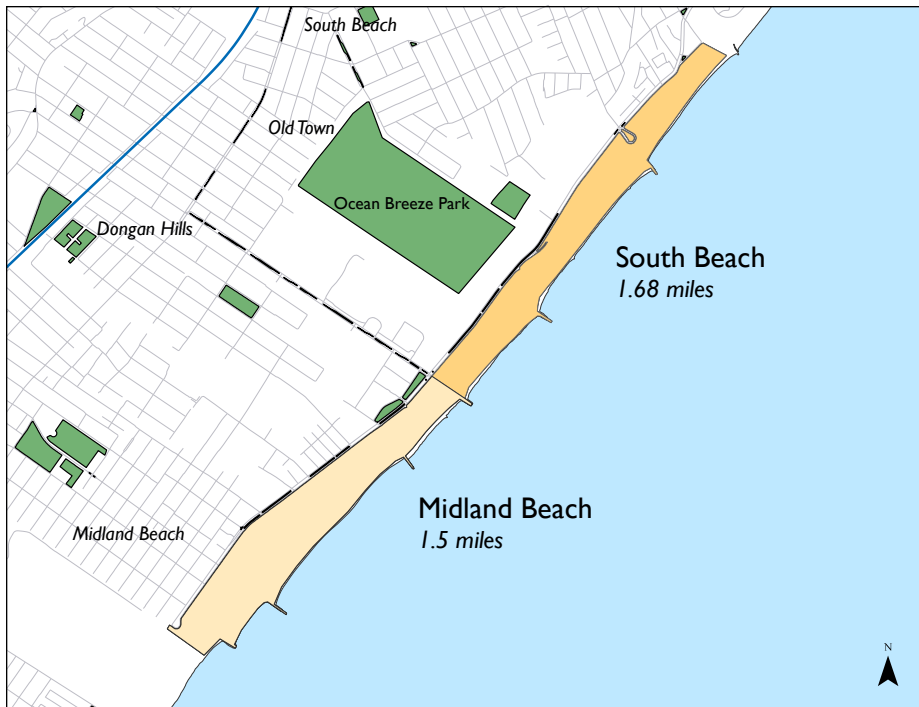 South Beach
Old Town
Ocean Breeze Park
Dongan Hills
South Beach
1.68 miles
Midland Beach
1.5 miles
Midland Beach
N